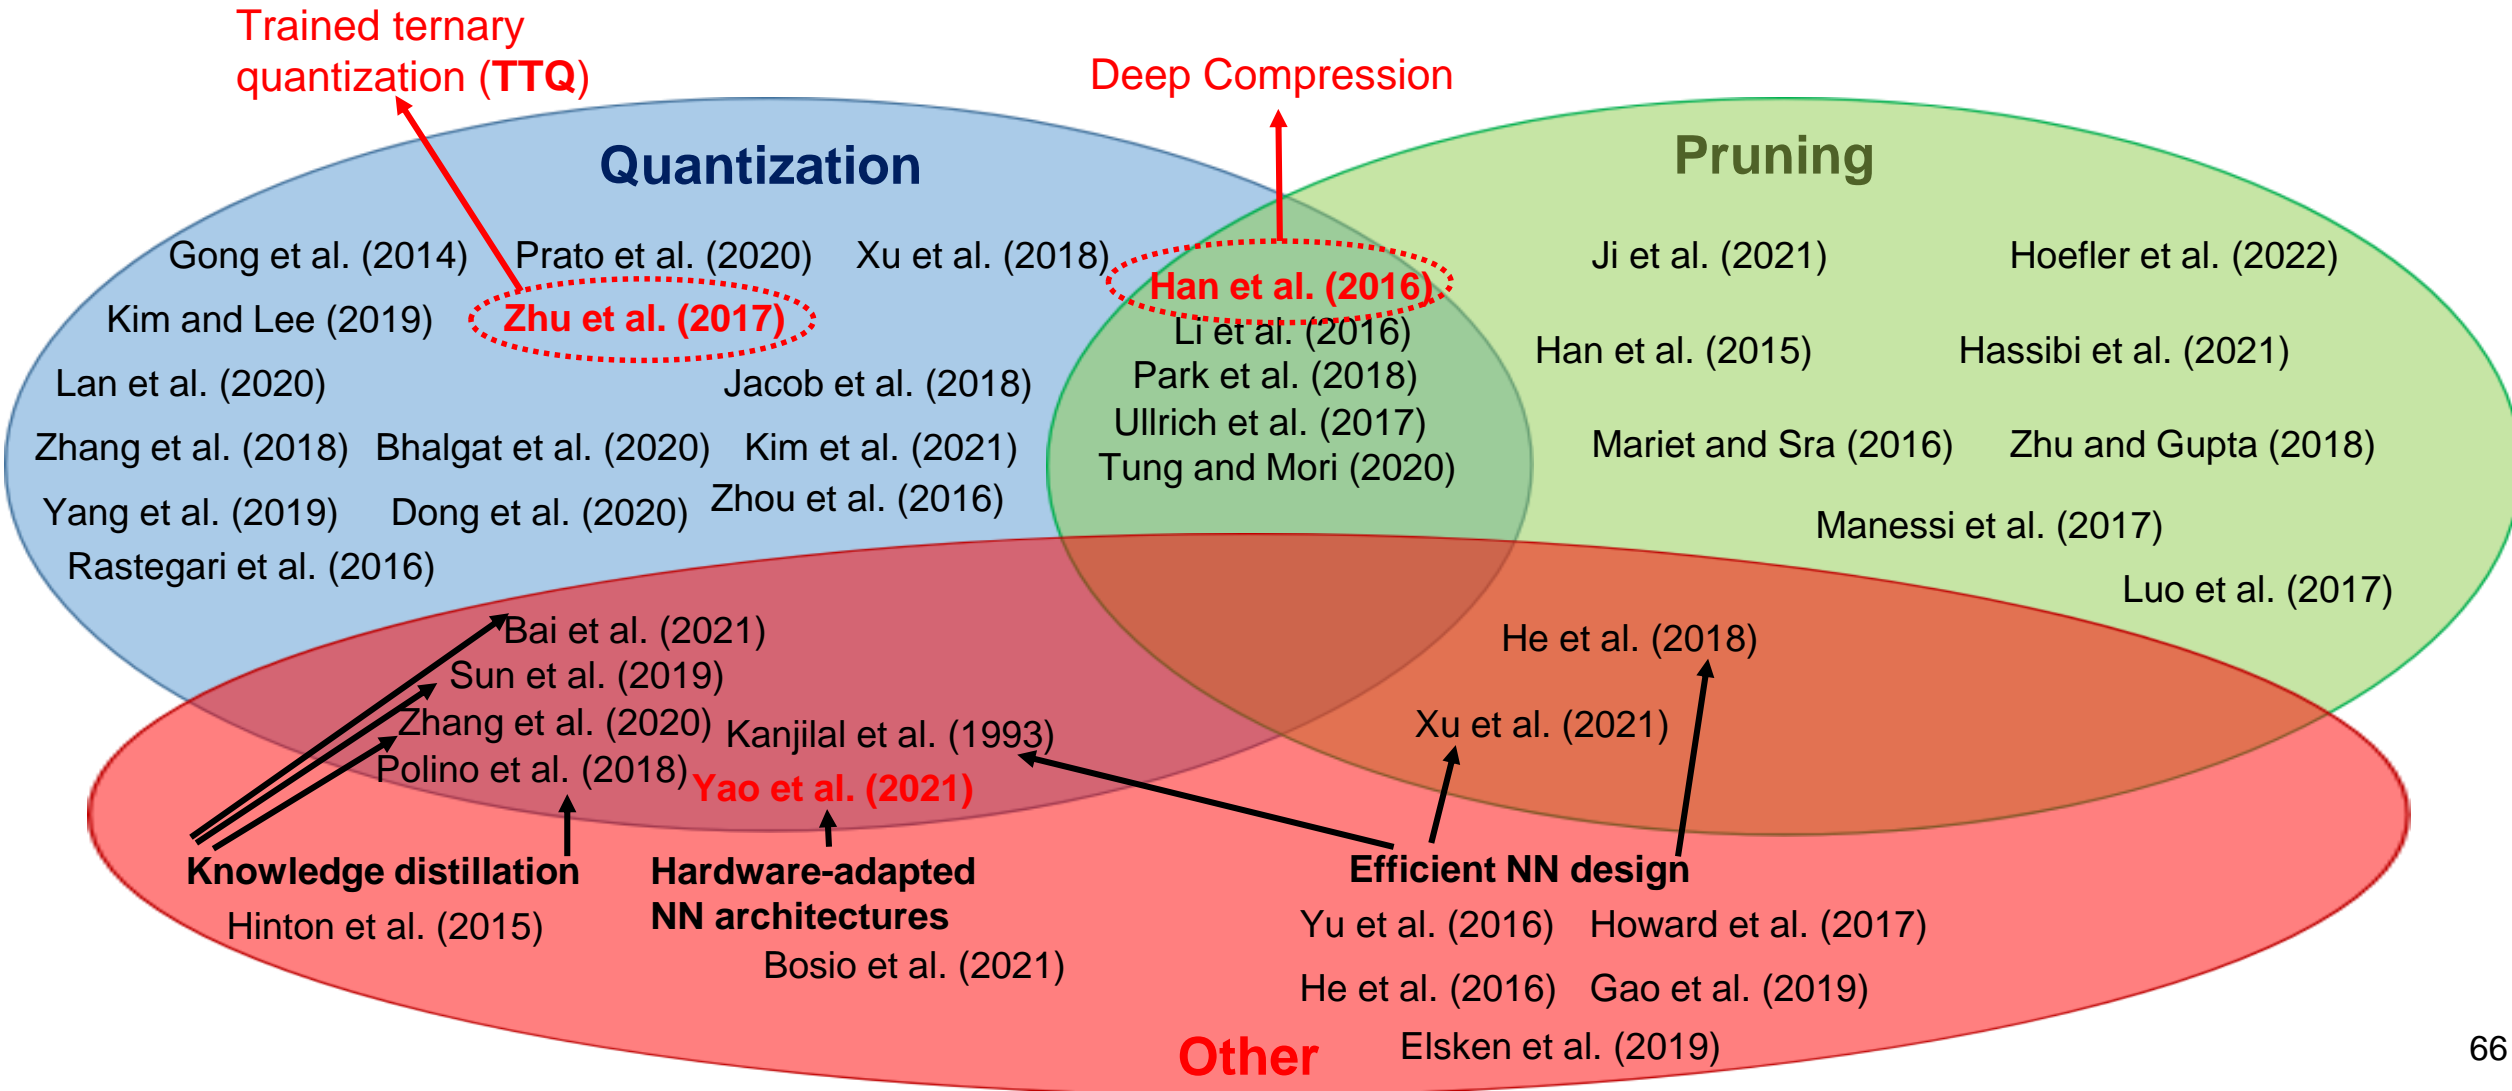 Trained ternary
quantization (TTQ)
Deep Compression
Quantization
Pruning
Gong et al. (2014)
Prato et al. (2020)
Xu et al. (2018)
Kim and Lee (2019)
Zhu et al. (2017)
Lan et al. (2020)
Jacob et al. (2018)
Zhang et al. (2018)
Bhalgat et al. (2020)
Kim et al. (2021)
Yang et al. (2019)
Dong et al. (2020)
Zhou et al. (2016)
Rastegari et al. (2016)
Han et al. (2016)
Li et al. (2016)
Park et al. (2018)
Ullrich et al. (2017)
Tung and Mori (2020)
Ji et al. (2021)
Hoefler et al. (2022)
Han et al. (2015)
Hassibi et al. (2021)
Mariet and Sra (2016)
Zhu and Gupta (2018)
Manessi et al. (2017)
Luo et al. (2017)
Bai et al. (2021)
Sun et al. (2019)
Zhang et al. (2020)
Polino et al. (2018)
Kanjilal et al. (1993)
Yao et al. (2021)
He et al. (2018)
Xu et al. (2021)
Knowledge distillation
Hinton et al. (2015)
Hardware-adapted
NN architectures
Bosio et al. (2021)
Efficient NN design
Yu et al. (2016)
Howard et al. (2017)
He et al. (2016)
Gao et al. (2019)
Elsken et al. (2019)
Other
66